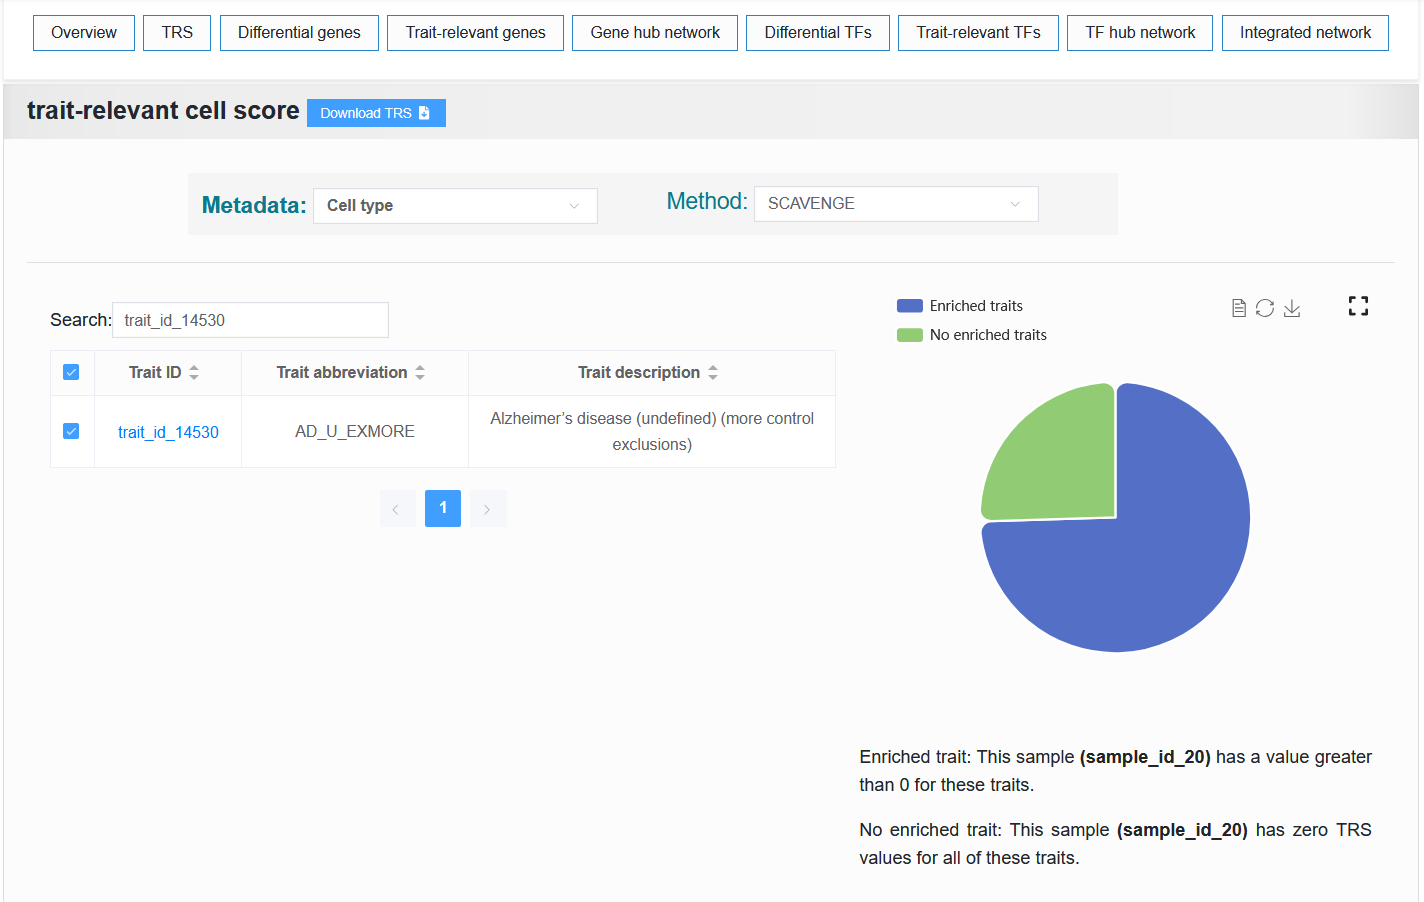 Overview TRS Differential genes Trait-relevant genes Gene hub network Differential TFs Trait-relevant TFs TF hub network Integrated network
trait-relevant cell score Download TRS
Metadata: Cell type Method: SCAVENGE
Search: trait_id_14530
Trait ID Trait abbreviation Trait description
trait_id_14530 AD_U_EXMORE Alzheimer’s disease (undefined) (more control
exclusions)
1
Enriched traits
No enriched traits
Enriched trait: This sample (sample_id_20) has a value greater
than 0 for these traits.
No enriched trait: This sample (sample_id_20) has zero TRS
values for all of these traits.